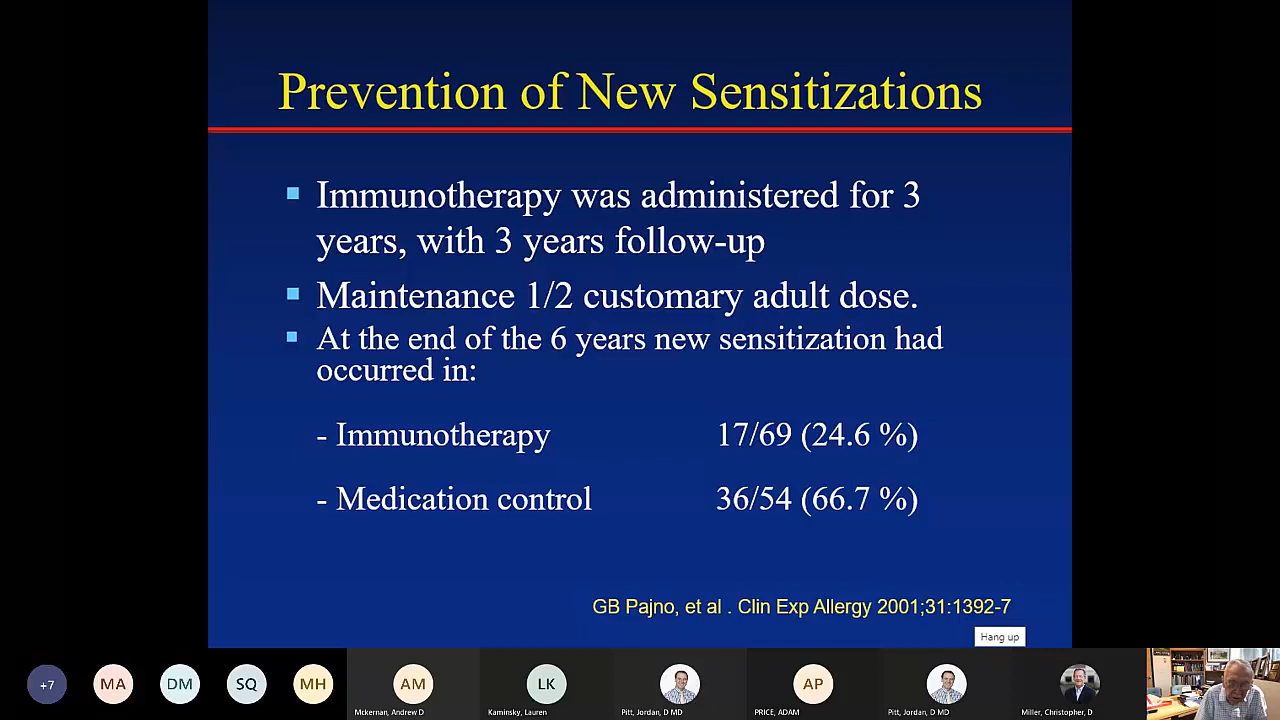 Prevention of New Sensitizations
Immunotherapy was administered for 3
years, with 3 years follow-up
Maintenance 1/2 customary adult dose.
At the end of the 6 years new sensitization had
occurred in:
- Immunotherapy 17/69 (24.6 %)
- Medication control 36/54 (66.7 %)
GB Pajno, et al . Clin Exp Allergy 2001;31:1392-7
Hang up
+7 MA DM SQ MH AM LK AP
Mckernan, Andrew D Kaminsky, Lauren Pitt, Jordan, D MD PRICE, ADAM Pitt, Jordan, D MD Miller, Christopher, D